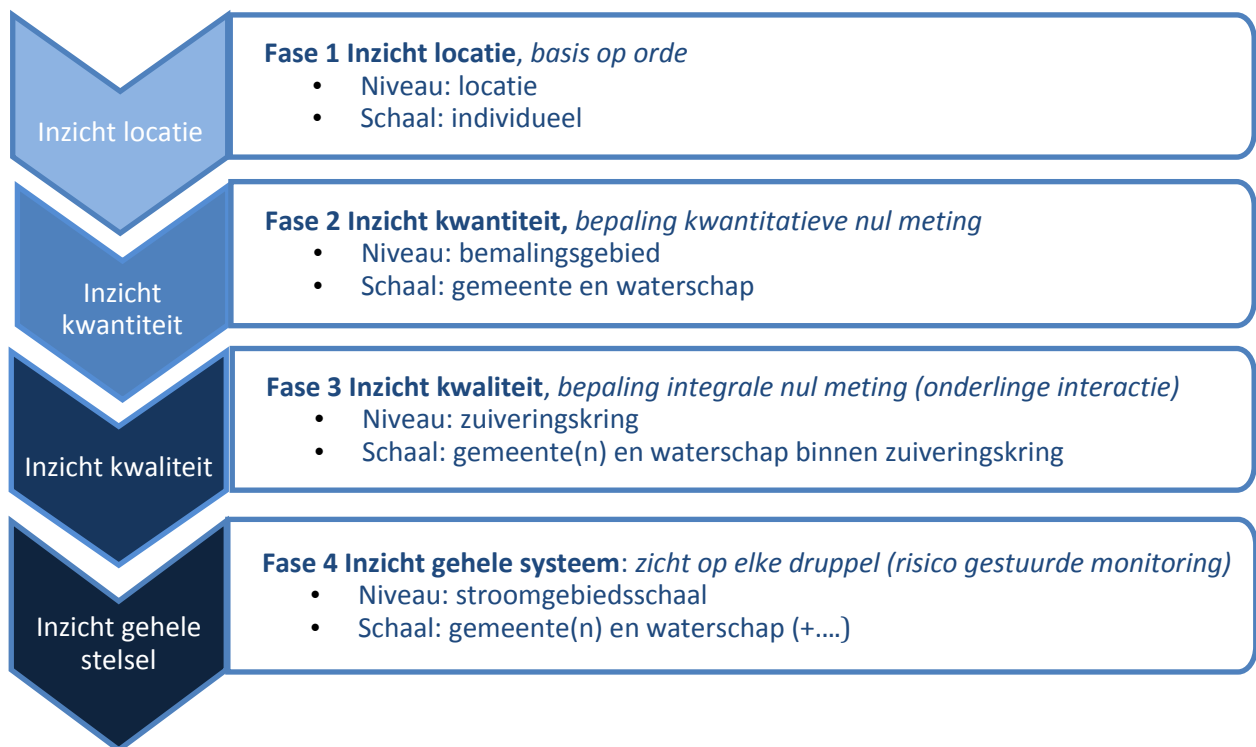 Inzicht locatie
Fase 1 Inzicht locatie, basis op orde
• Niveau: locatie
• Schaal: individueel
Inzicht
kwantiteit
Fase 2 Inzicht kwantiteit, bepaling kwantitatieve nul meting
• Niveau: bemalingsgebied
• Schaal: gemeente en waterschap
Inzicht kwaliteit
Fase 3 Inzicht kwaliteit, bepaling integrale nul meting (onderlinge interactie)
• Niveau: zuiveringskring
• Schaal: gemeente(n) en waterschap binnen zuiveringskring
Inzicht gehele
stelsel
Fase 4 Inzicht gehele systeem: zicht op elke druppel (risico gestuurde monitoring)
• Niveau: stroomgebiedsschaal
• Schaal: gemeente(n) en waterschap (+....)